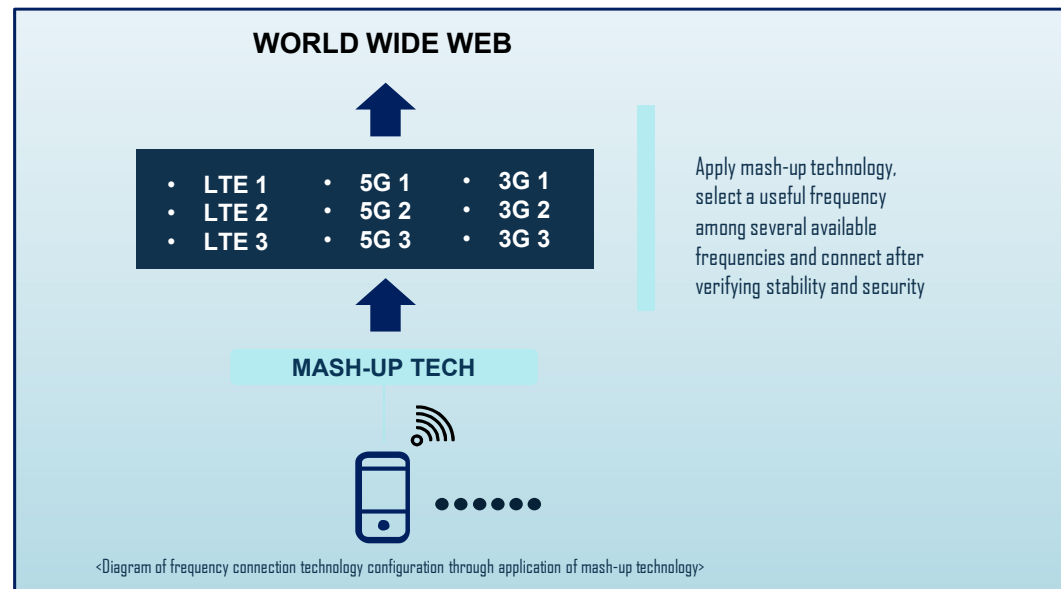 WORLD WIDE WEB
• LTE 1
• LTE 2
• LTE 3
• 5G 1
• 5G 2
• 5G 3
• 3G 1
• 3G 2
• 3G 3
Apply mash-up technology,
select a useful frequency
among several available
frequencies and connect after
verifying stability and security
MASH-UP TECH
<Diagram of frequency connection technology configuration through application of mash-up technology>